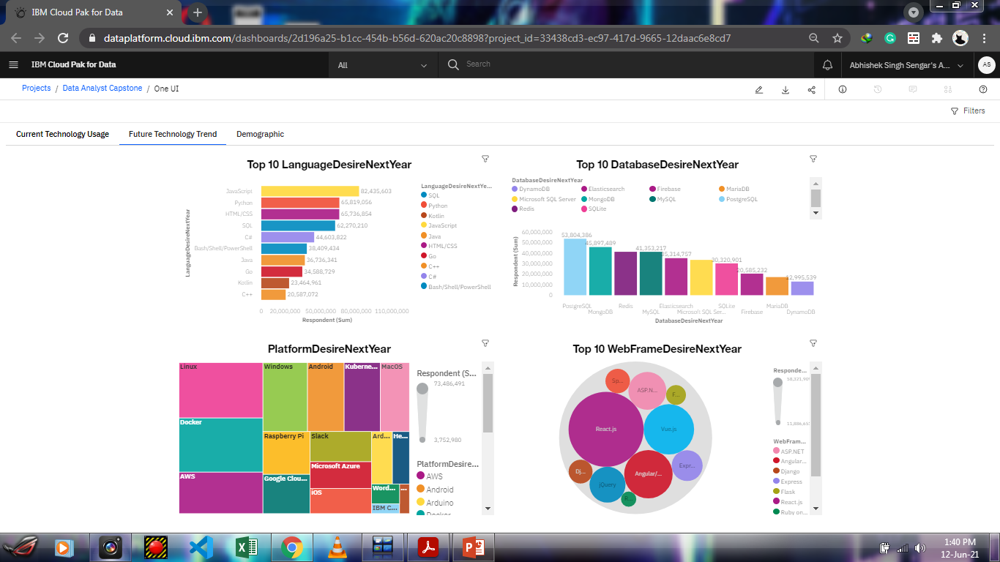 IBM Cloud Pak for Data
dataplatform.cloud.ibm.com/dashboards/2d196a25-b1cc-454b-b56d-620ac20c8898?project_id=33438cd3-ec97-417d-9665-12daac6e8cd7
IBM Cloud Pak for Data
All
Search
Abhishek Singh Sengar's A...
AS
Projects / Data Analyst Capstone / One UI
Filters
Current Technology Usage
Future Technology Trend
Demographic
Top 10 LanguageDesireNextYear
LanguageDesireNextYear
JavaScript 82,435,603
Python 65,819,056
HTML/CSS 65,736,854
SQL 62,270,210
C# 44,603,822
Bash/Shell/PowerShell 38,409,434
Java 36,736,341
Go 34,588,729
Kotlin 23,464,961
C++ 20,587,072
0 20,000,000 50,000,000 80,000,000 110,000,000
Respondent (Sum)
LanguageDesireNextYe...
SQL
Python
Kotlin
JavaScript
Java
HTML/CSS
Go
C++
C#
Bash/Shell/PowerShell
Top 10 DatabaseDesireNextYear
DatabaseDesireNextYear
DynamoDB Elasticsearch Firebase MariaDB
Microsoft SQL Server MongoDB MySQL PostgreSQL
Redis SQLite
Respondent (Sum)
60,000,000
50,000,000
40,000,000
30,000,000
20,000,000
10,000,000
0
53,804,386
45,897,489
41,353,217
35,314,757
30,320,901
20,585,232
12,995,539
PostgreSQL Redis Elasticsearch SQLite MariaDB
MongoDB MySQL Microsoft SQL Ser... Firebase DynamoDB
DatabaseDesireNextYear
PlatformDesireNextYear
Linux
Docker
AWS
Windows
Android
Kuberne...
MacOS
Raspberry Pi
Google Clou...
Slack
Microsoft Azure
iOS
Ard...
He...
Word...
...
IBM C...
Respondent (S...
73,486,491
3,752,980
PlatformDesire...
AWS
Android
Arduino
Docker
Top 10 WebFrameDesireNextYear
Sp...
ASP.N...
F...
React.js
Vue.js
Expr...
Angular/...
Dj...
jQuery
R...
Responde...
WebFram...
ASP.NET
Angular...
Django
Express
Flask
React.js
Ruby on...
1:40 PM
12-Jun-21